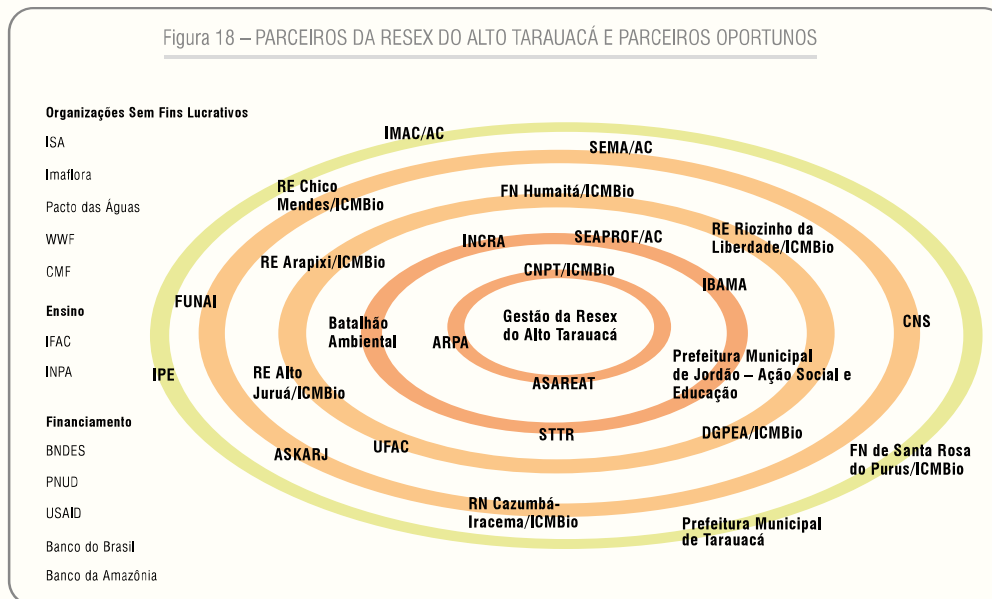 Figura 18 – PARCEIROS DA RESEX DO ALTO TARAUACÁ E PARCEIROS OPORTUNOS
Organizações Sem Fins Lucrativos
ISA
Imaflora
Pacto das Águas
WWF
CMF
Ensino
IFAC
INPA
Financiamento
BNDES
PNUD
USAID
Banco do Brasil
Banco da Amazônia
IMAC/AC
SEMA/AC
RE Chico
Mendes/ICMBio
FN Humaitá/ICMBio
RE Riozinho da
Liberdade/ICMBio
INCRA
SEAPROF/AC
RE Arapixi/ICMBio
CNPT/ICMBio
IBAMA
FUNAI
Gestão da Resex
do Alto Tarauacá
CNS
Batalhão
Ambiental
ARPA
IPE
RE Alto
Juruá/ICMBio
ASAREAT
Prefeitura Municipal
de Jordão – Ação Social e
Educação
STTR
DGPEA/ICMBio
UFAC
ASKARJ
FN de Santa Rosa
do Purus/ICMBio
RN Cazumbá-
Iracema/ICMBio
Prefeitura Municipal
de Tarauacá